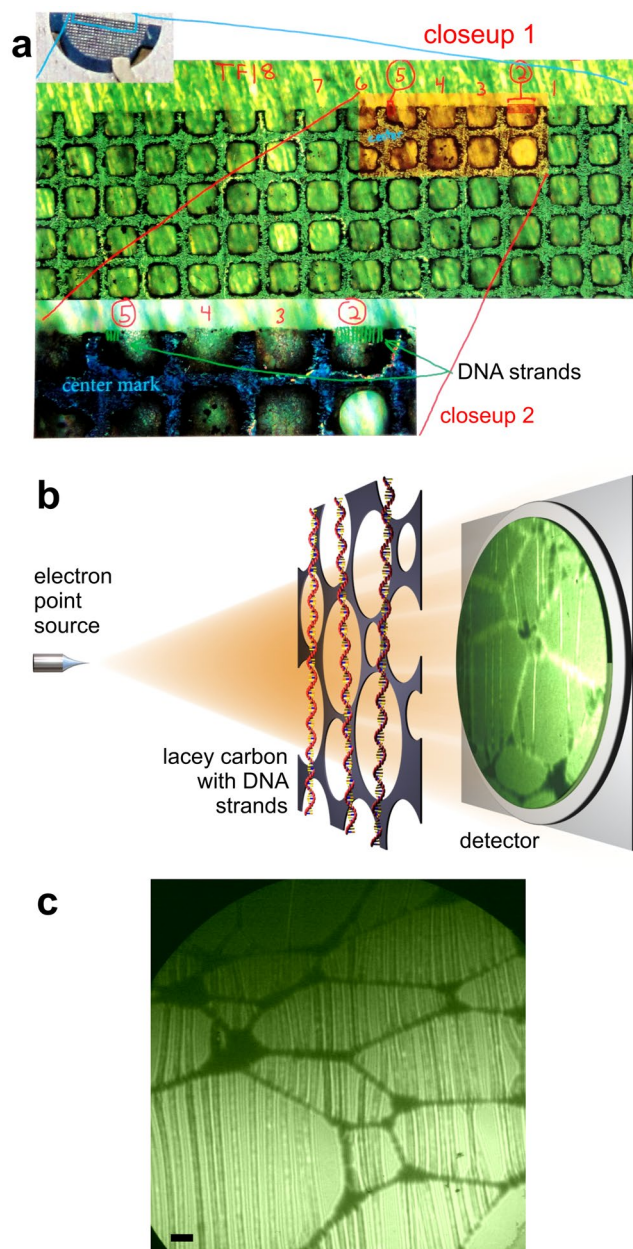 a
closeup 1
TF18 7 6 5 4 3 2 1
center
5 4 3 2
center mark
DNA strands
closeup 2
b
electron
point
source
lacey carbon
with DNA
strands
detector
c